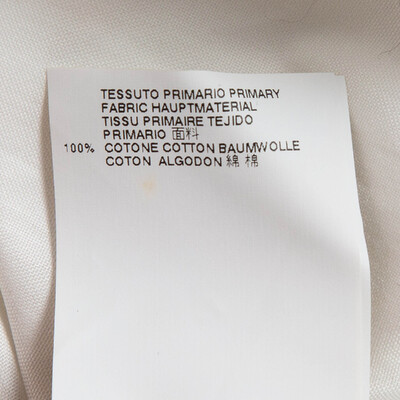 TESSUTO PRIMARIO PRIMARY
FABRIC HAUPTMATERIAL
TISSU PRIMAIRE TEJIDO
PRIMARIO 面料
100% COTONE COTTON BAUMWOLLE
COTON ALGODON 綿 棉